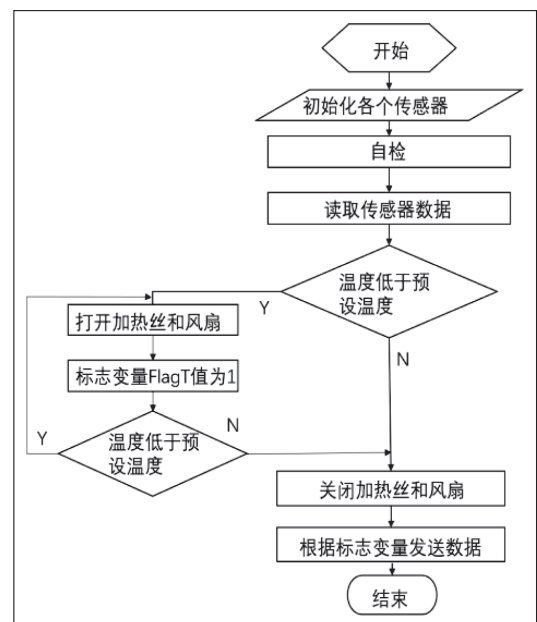 开始
初始化各个传感器
自检
读取传感器数据
温度低于预
设温度
Y
N
打开加热丝和风扇
标志变量FlagT值为1
温度低于预
设温度
Y
N
关闭加热丝和风扇
根据标志变量发送数据
结束